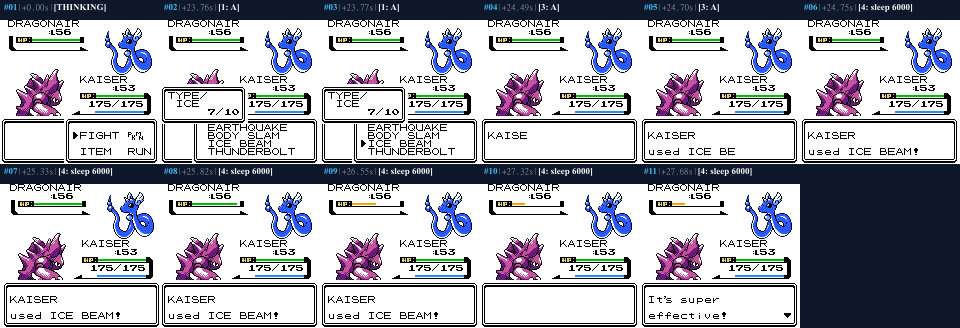 #01|+0.00s|[THINKING]
DRAGONAIR
:L56
HP:
KAISER
:L53
HP:
175/175
▶FIGHT PKMN
ITEM RUN
#02|+23.76s|[1: A]
DRAGONAIR
:L56
HP:
KAISER
:L53
175/175
TYPE/
ICE
7/10
EARTHQUAKE
BODY SLAM
ICE BEAM
THUNDERBOLT
#03|+23.77s|[1: A]
DRAGONAIR
:L56
HP:
KAISER
:L53
175/175
TYPE/
ICE
7/10
EARTHQUAKE
BODY SLAM
▶ICE BEAM
THUNDERBOLT
#04|+24.49s|[3: A]
DRAGONAIR
:L56
HP:
KAISER
:L53
HP:
175/175
KAISE
#05|+24.70s|[3: A]
DRAGONAIR
:L56
HP:
KAISER
:L53
HP:
175/175
KAISER
used ICE BE
#06|+24.75s|[4: sleep 6000]
DRAGONAIR
:L56
HP:
KAISER
:L53
HP:
175/175
KAISER
used ICE BEAM!
#07|+25.33s|[4: sleep 6000]
DRAGONAIR
:L56
HP:
KAISER
:L53
HP:
175/175
KAISER
used ICE BEAM!
#08|+25.82s|[4: sleep 6000]
DRAGONAIR
:L56
HP:
KAISER
:L53
HP:
175/175
KAISER
used ICE BEAM!
#09|+26.55s|[4: sleep 6000]
DRAGONAIR
:L56
HP:
KAISER
:L53
HP:
175/175
KAISER
used ICE BEAM!
#10|+27.32s|[4: sleep 6000]
DRAGONAIR
:L56
HP:
KAISER
:L53
HP:
175/175
#11|+27.68s|[4: sleep 6000]
DRAGONAIR
:L56
HP:
KAISER
:L53
HP:
175/175
It's super
effective!▼